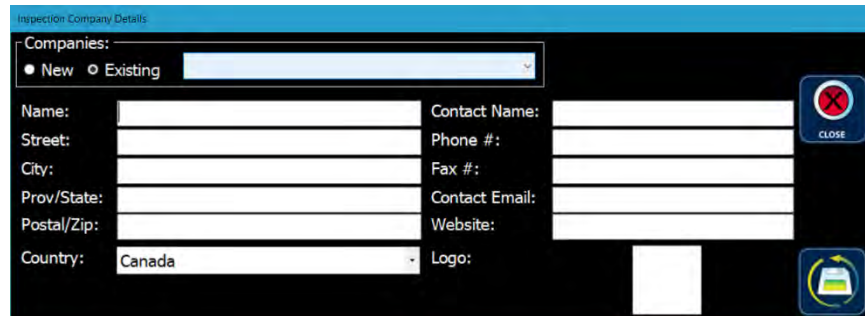 Inspection Company Details
Companies:
New Existing
Name:
Contact Name:
Street:
Phone #:
City:
Fax #:
Prov/State:
Contact Email:
Postal/Zip:
Website:
Country:
Canada
Logo:
CLOSE